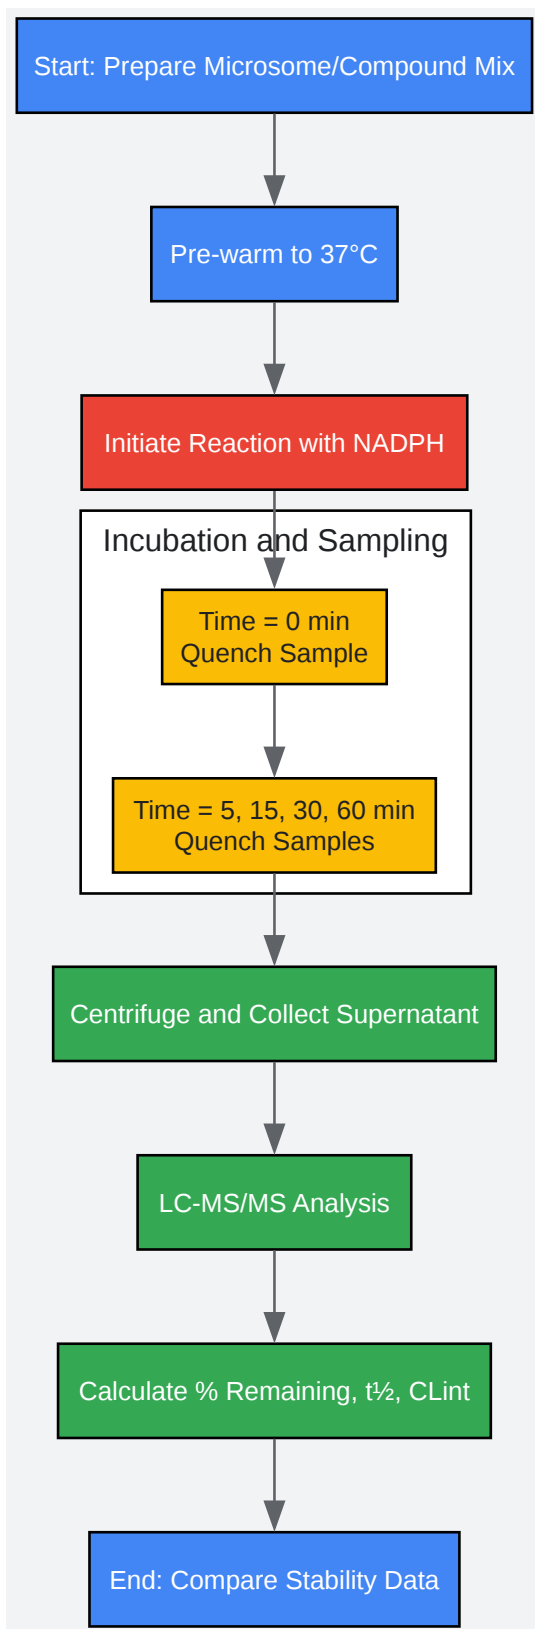 Start: Prepare Microsome/Compound Mix
Pre-warm to 37°C
Initiate Reaction with NADPH
Incubation and Sampling
Time = 0 min
Quench Sample
Time = 5, 15, 30, 60 min
Quench Samples
Centrifuge and Collect Supernatant
LC-MS/MS Analysis
Calculate % Remaining, t½, CLint
End: Compare Stability Data